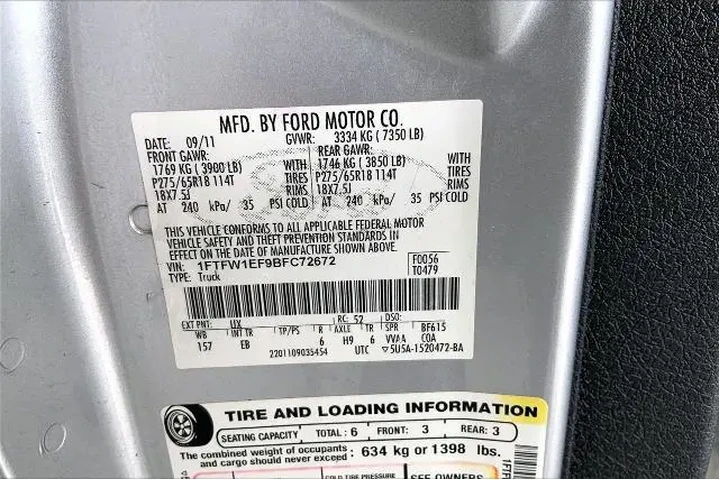 MFD. BY FORD MOTOR CO.
DATE: 09/11 GVWR: 3334 KG ( 7350 LB)
FRONT GAWR: REAR GAWR:
1769 KG ( 3900 LB) WITH 1746 KG ( 3850 LB) WITH
P275/65R18 114T TIRES P275/65R18 114T TIRES
18X7.5J RIMS 18X7.5J RIMS
AT 240 kPa/ 35 PSI COLD AT 240 kPa/ 35 PSI COLD
THIS VEHICLE CONFORMS TO ALL APPLICABLE FEDERAL MOTOR
VEHICLE SAFETY AND THEFT PREVENTION STANDARDS IN
EFFECT ON THE DATE OF MANUFACTURE SHOWN ABOVE.
VIN: 1FTFW1EF9BFC72672 F0056
TYPE: Truck T0479
EXT PNT: UX RC: 52 DSO:
WB INT TR TP/PS R AXLE TR SPR BF615
157 EB 6 H9 6 VVAA COA
2201109035454 UTC ▽5U5A-1520472-BA
TIRE AND LOADING INFORMATION
SEATING CAPACITY TOTAL: 6 FRONT: 3 REAR: 3
The combined weight of occupants and cargo should never exceed: 634 kg or 1398 lbs.
COLD TIRE PRESSURE SEE OWNERS
1FTF